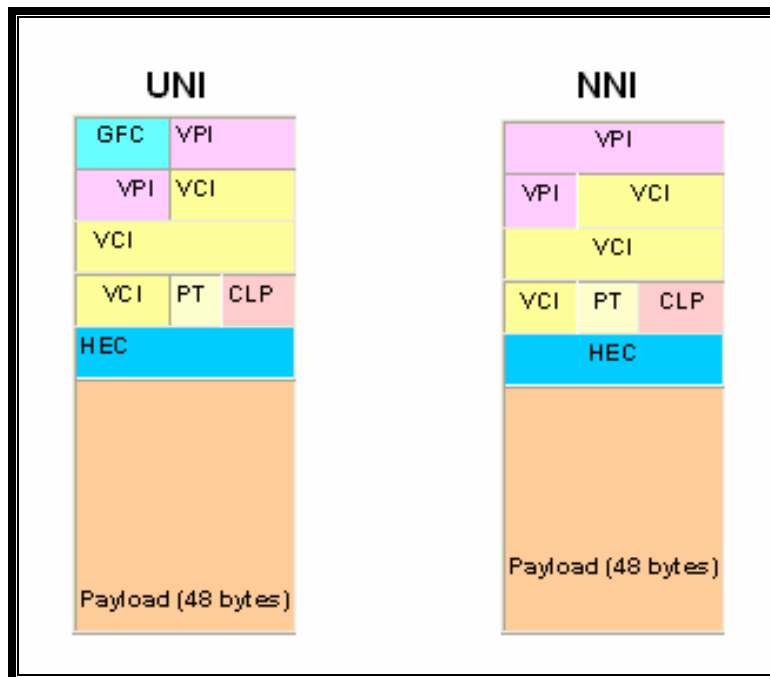 UNI
GFC VPI
VPI VCI
VCI
VCI PT CLP
HEC
Payload (48 bytes)
NNI
VPI
VPI VCI
VCI
VCI PT CLP
HEC
Payload (48 bytes)